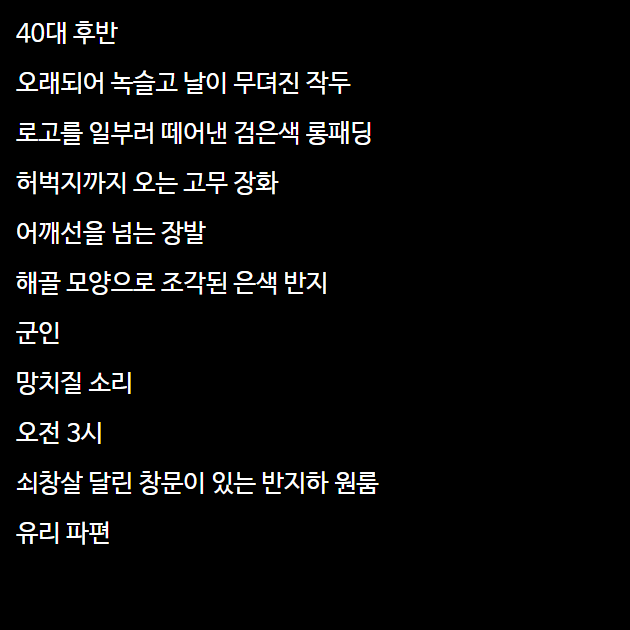 40대 후반
오래되어 녹슬고 날이 무뎌진 작두
로고를 일부러 떼어낸 검은색 롱패딩
허벅지까지 오는 고무 장화
어깨선을 넘는 장발
해골 모양으로 조각된 은색 반지
군인
망치질 소리
오전 3시
쇠창살 달린 창문이 있는 반지하 원룸
유리 파편